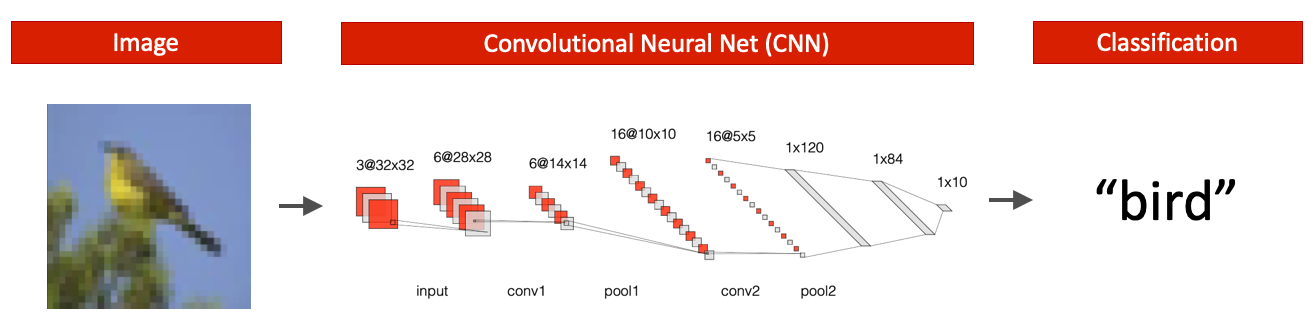 Image
Convolutional Neural Net (CNN)
Classification
3@32x32
6@28x28
6@14x14
16@10x10
16@5x5
1x120
1x84
1x10
input
conv1
pool1
conv2
pool2
“bird”